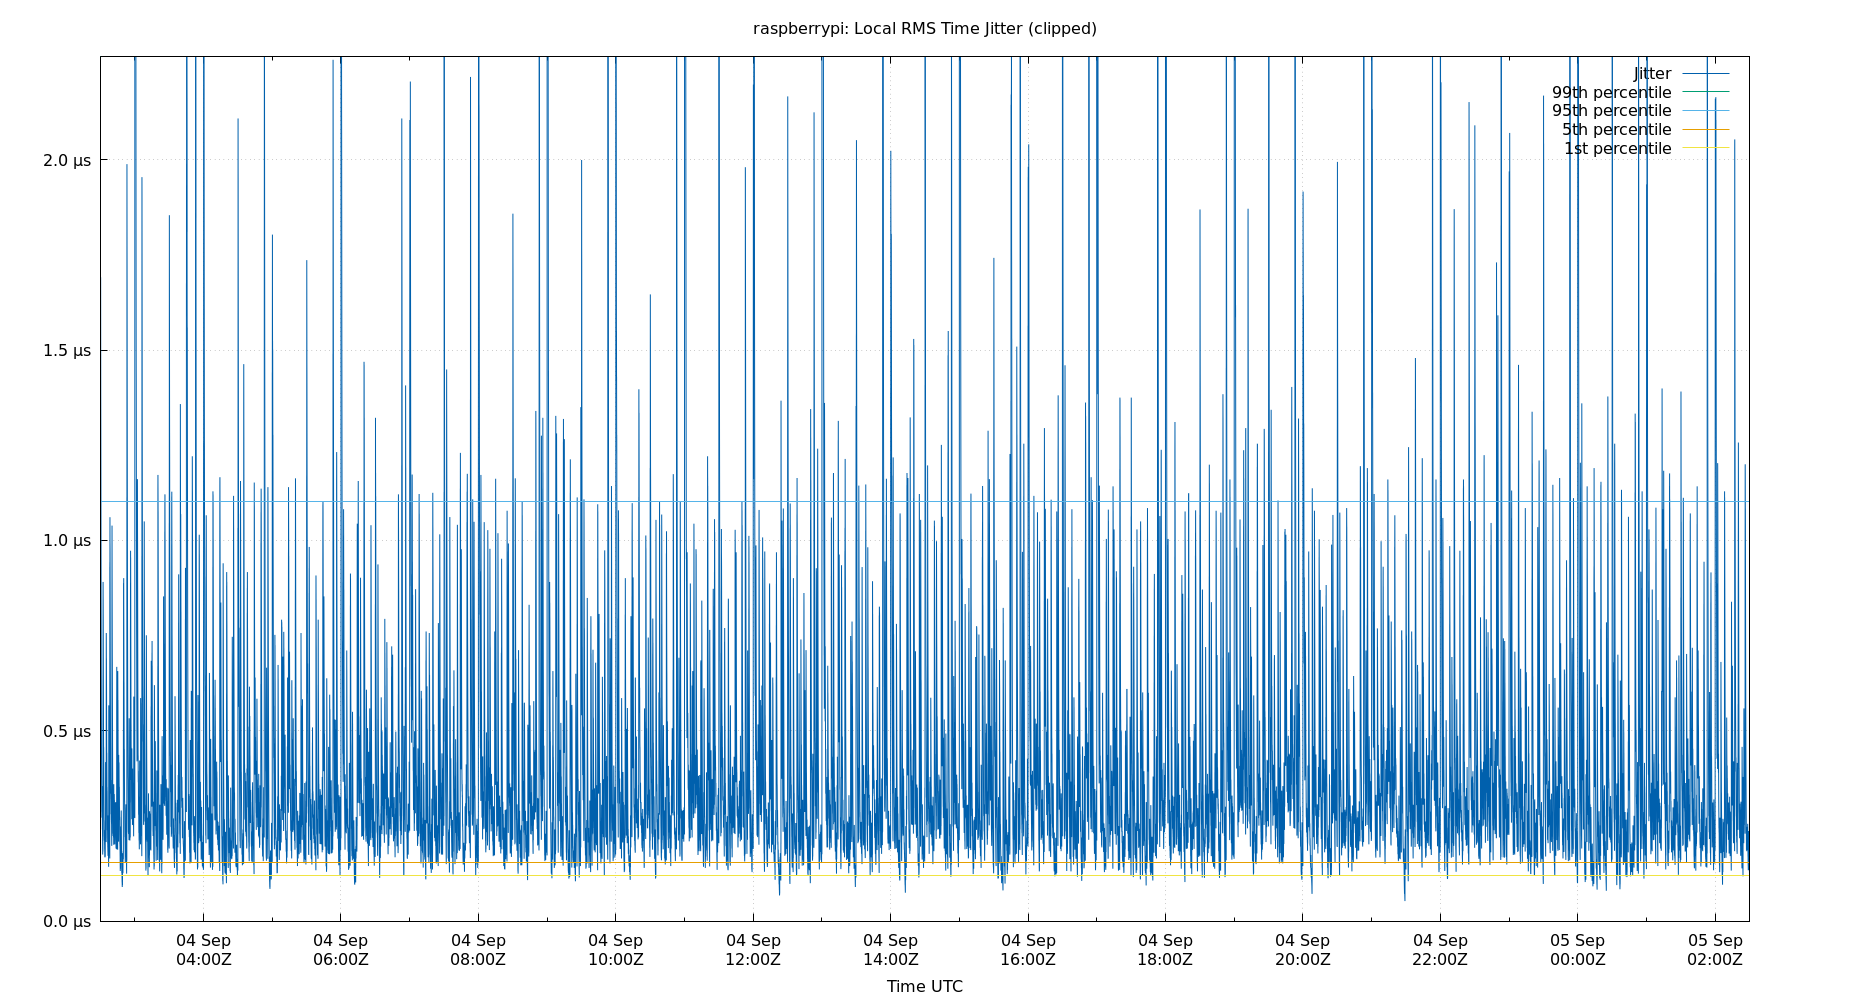 raspberrypi: Local RMS Time Jitter (clipped)
Jitter
99th percentile
95th percentile
5th percentile
1st percentile
2.0 µs
1.5 µs
1.0 µs
0.5 µs
0.0 µs
04 Sep 04 Sep 04 Sep 04 Sep 04 Sep 04 Sep 04 Sep 04 Sep 04 Sep 04 Sep 05 Sep 05 Sep
04:00Z 06:00Z 08:00Z 10:00Z 12:00Z 14:00Z 16:00Z 18:00Z 20:00Z 22:00Z 00:00Z 02:00Z
Time UTC